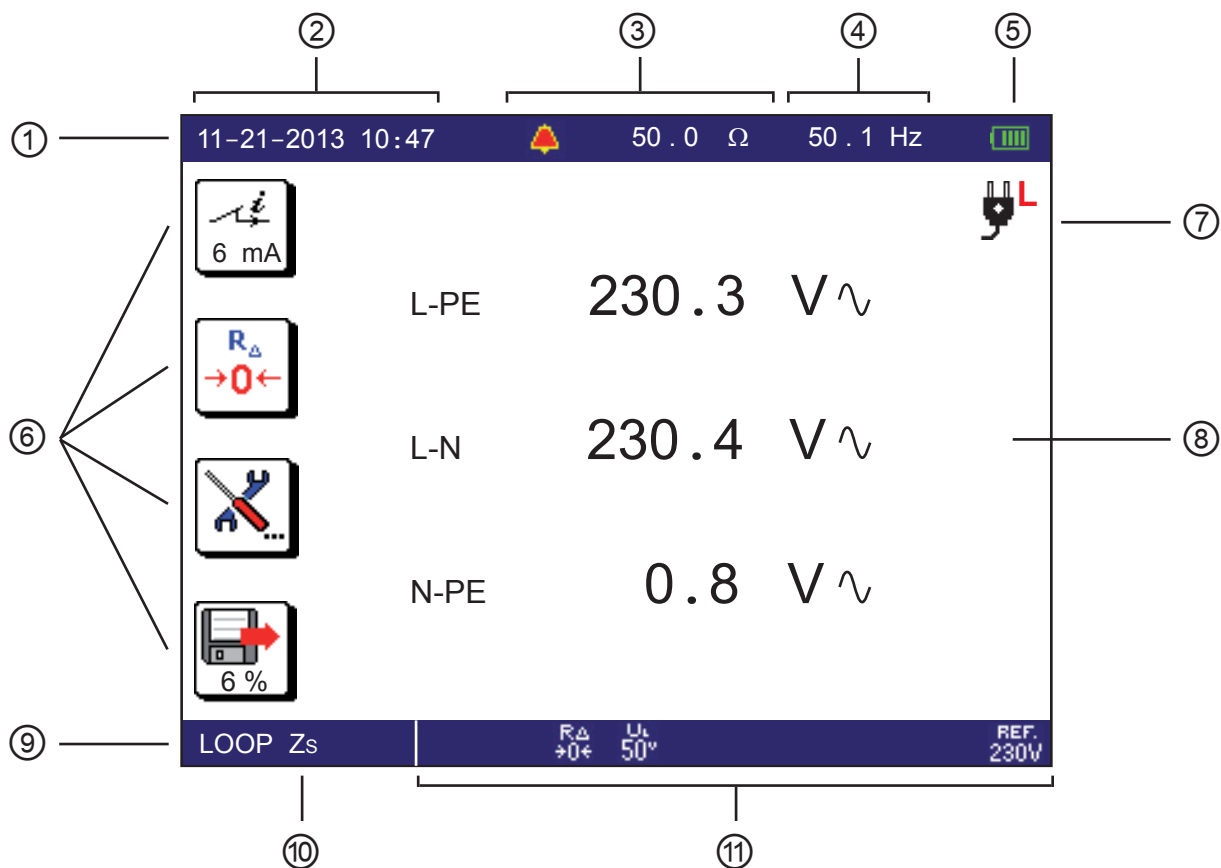 ② ③ ④ ⑤
① 11-21-2013 10:47 50.0 Ω 50.1 Hz
i
6 mA
L ⑦
L-PE 230.3 V
RΔ
→0←
⑥ L-N 230.4 V ⑧
...
N-PE 0.8 V
6 %
⑨ LOOP Zs RΔ →0← UL 50V REF. 230V
⑩ ⑪